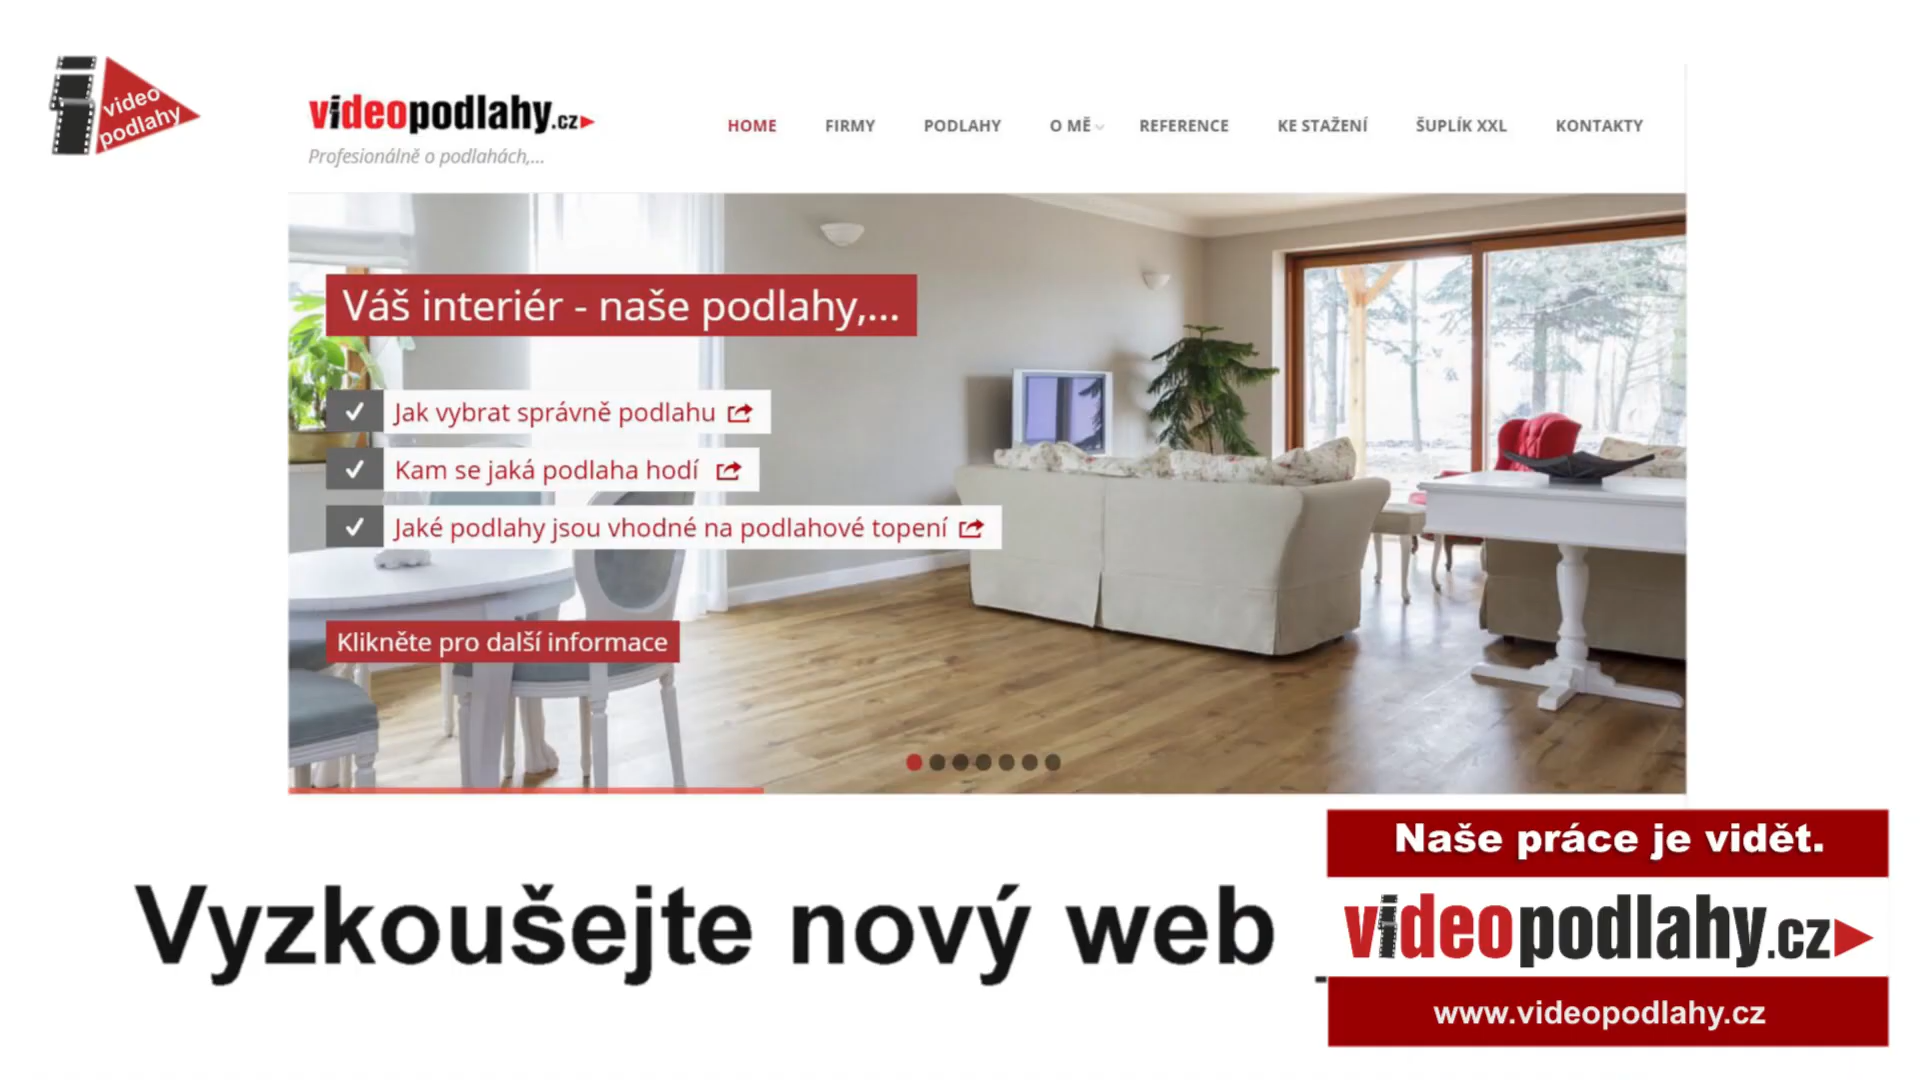 video
podlahy
videopodlahy.cz
Profesionálně o podlahách,...
HOME FIRMY PODLAHY O MĚ REFERENCE KE STAŽENÍ ŠUPLÍK XXL KONTAKTY
Váš interiér - naše podlahy,...
Jak vybrat správně podlahu
Kam se jaká podlaha hodí
Jaké podlahy jsou vhodné na podlahové topení
Klikněte pro další informace
Vyzkoušejte nový web
Naše práce je vidět.
videopodlahy.cz
www.videopodlahy.cz